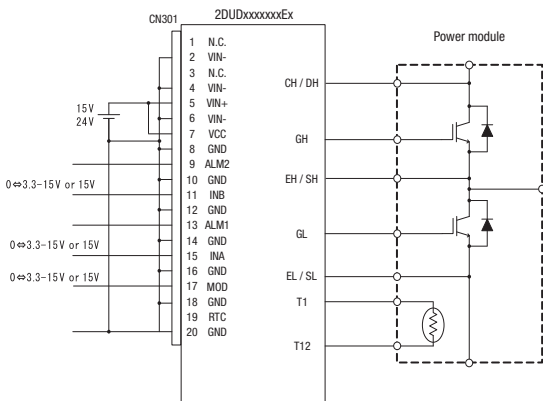 2DUDxxxxxxxEx
CN301
Power module
1 N.C.
2 VIN-
3 N.C.
4 VIN-
5 VIN+
6 VIN-
7 VCC
8 GND
9 ALM2
10 GND
11 INB
12 GND
13 ALM1
14 GND
15 INA
16 GND
17 MOD
18 GND
19 RTC
20 GND
15V
24V
0⇔3.3-15V or 15V
0⇔3.3-15V or 15V
0⇔3.3-15V or 15V
CH / DH
GH
EH / SH
GL
EL / SL
T1
T12